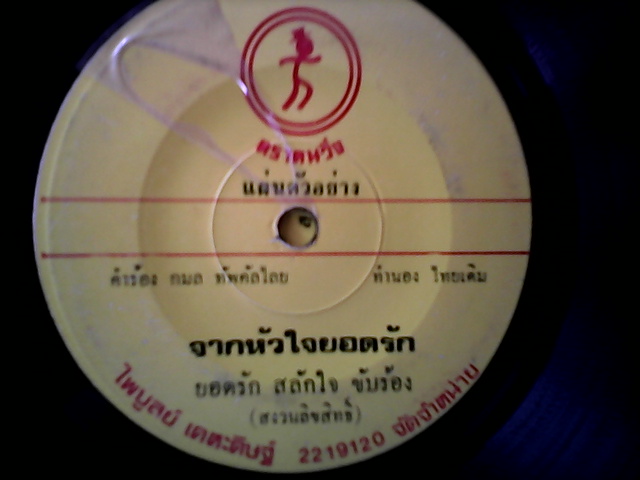 ตราคนวิ่ง
แผ่นตัวอย่าง
คำร้อง กมล ทัพคัลไลย ทำนอง ไทยเดิม
จากหัวใจยอดรัก
ยอดรัก สลักใจ ขับร้อง
(สงวนลิขสิทธิ์)
ไพบูลย์ เดตะดิษฐ์ 2219120 จัดจำหน่าย